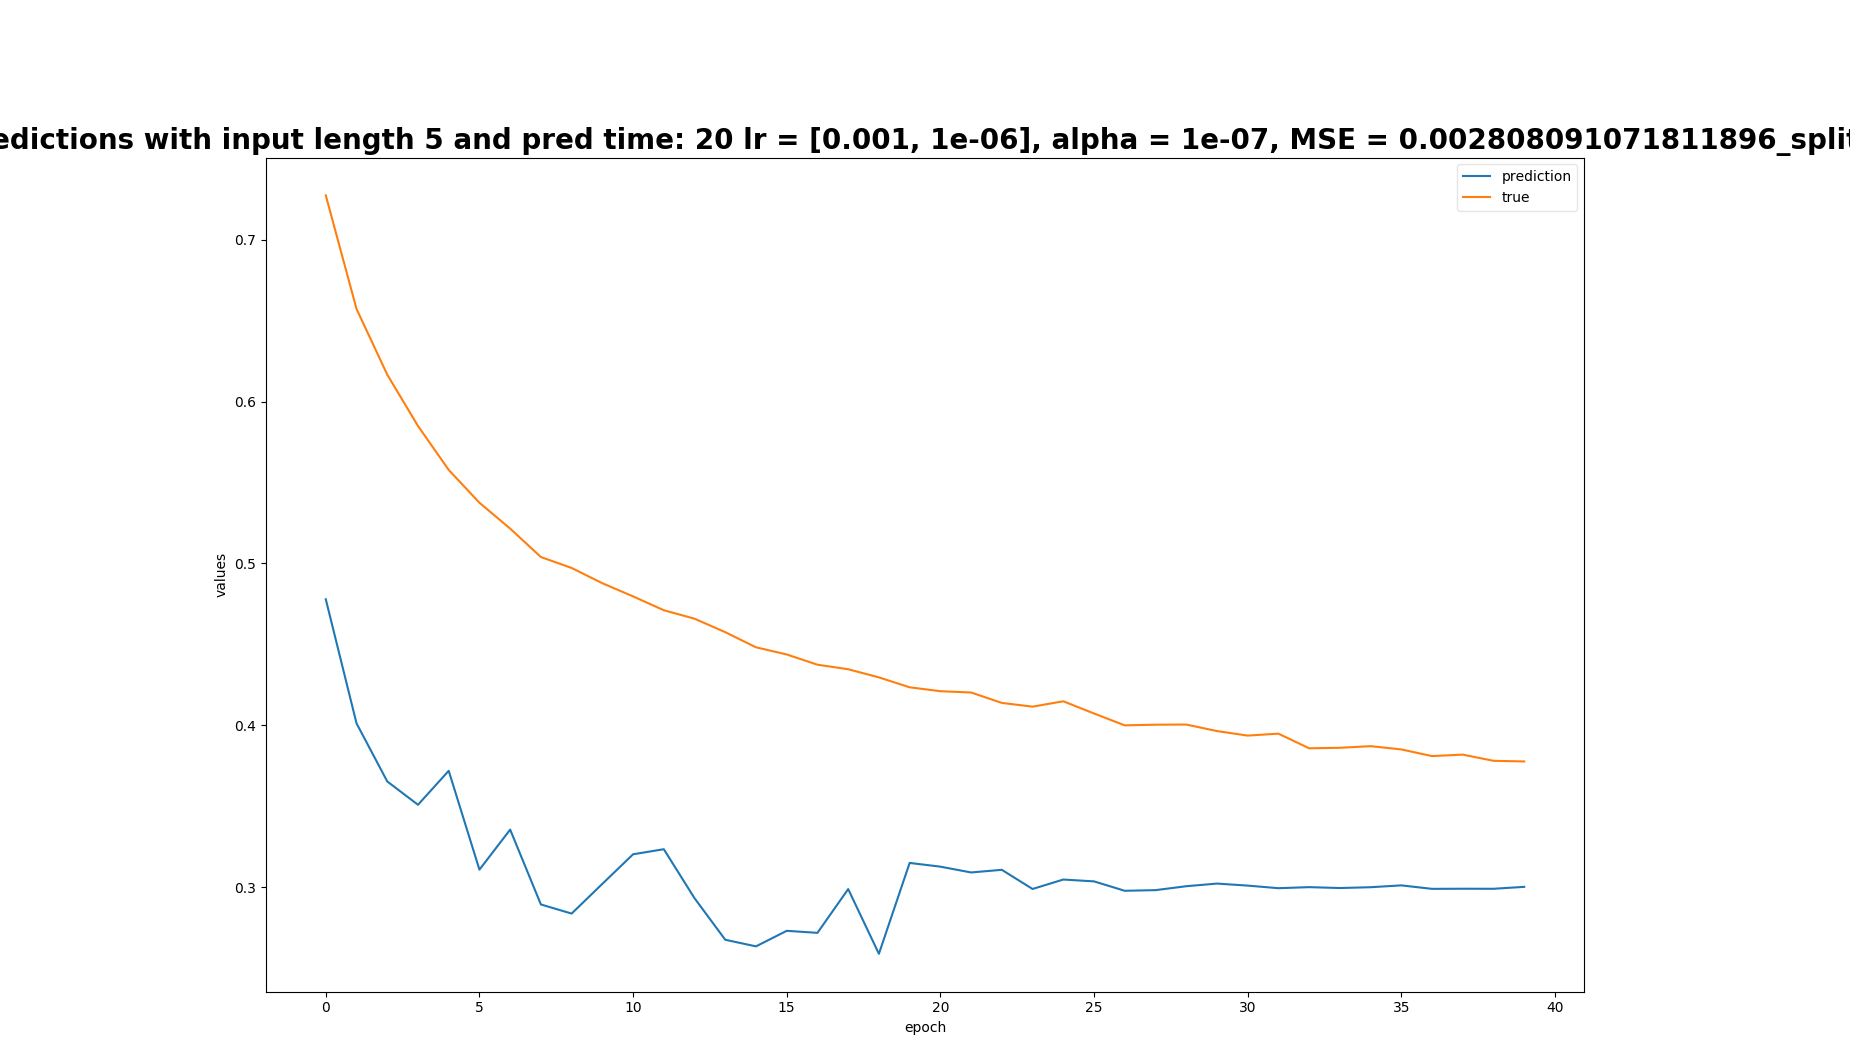 edictions with input length 5 and pred time: 20 lr = [0.001, 1e-06], alpha = 1e-07, MSE = 0.002808091071811896_split
prediction
true
0.7
0.6
0.5
0.4
0.3
values
0 5 10 15 20 25 30 35 40
epoch